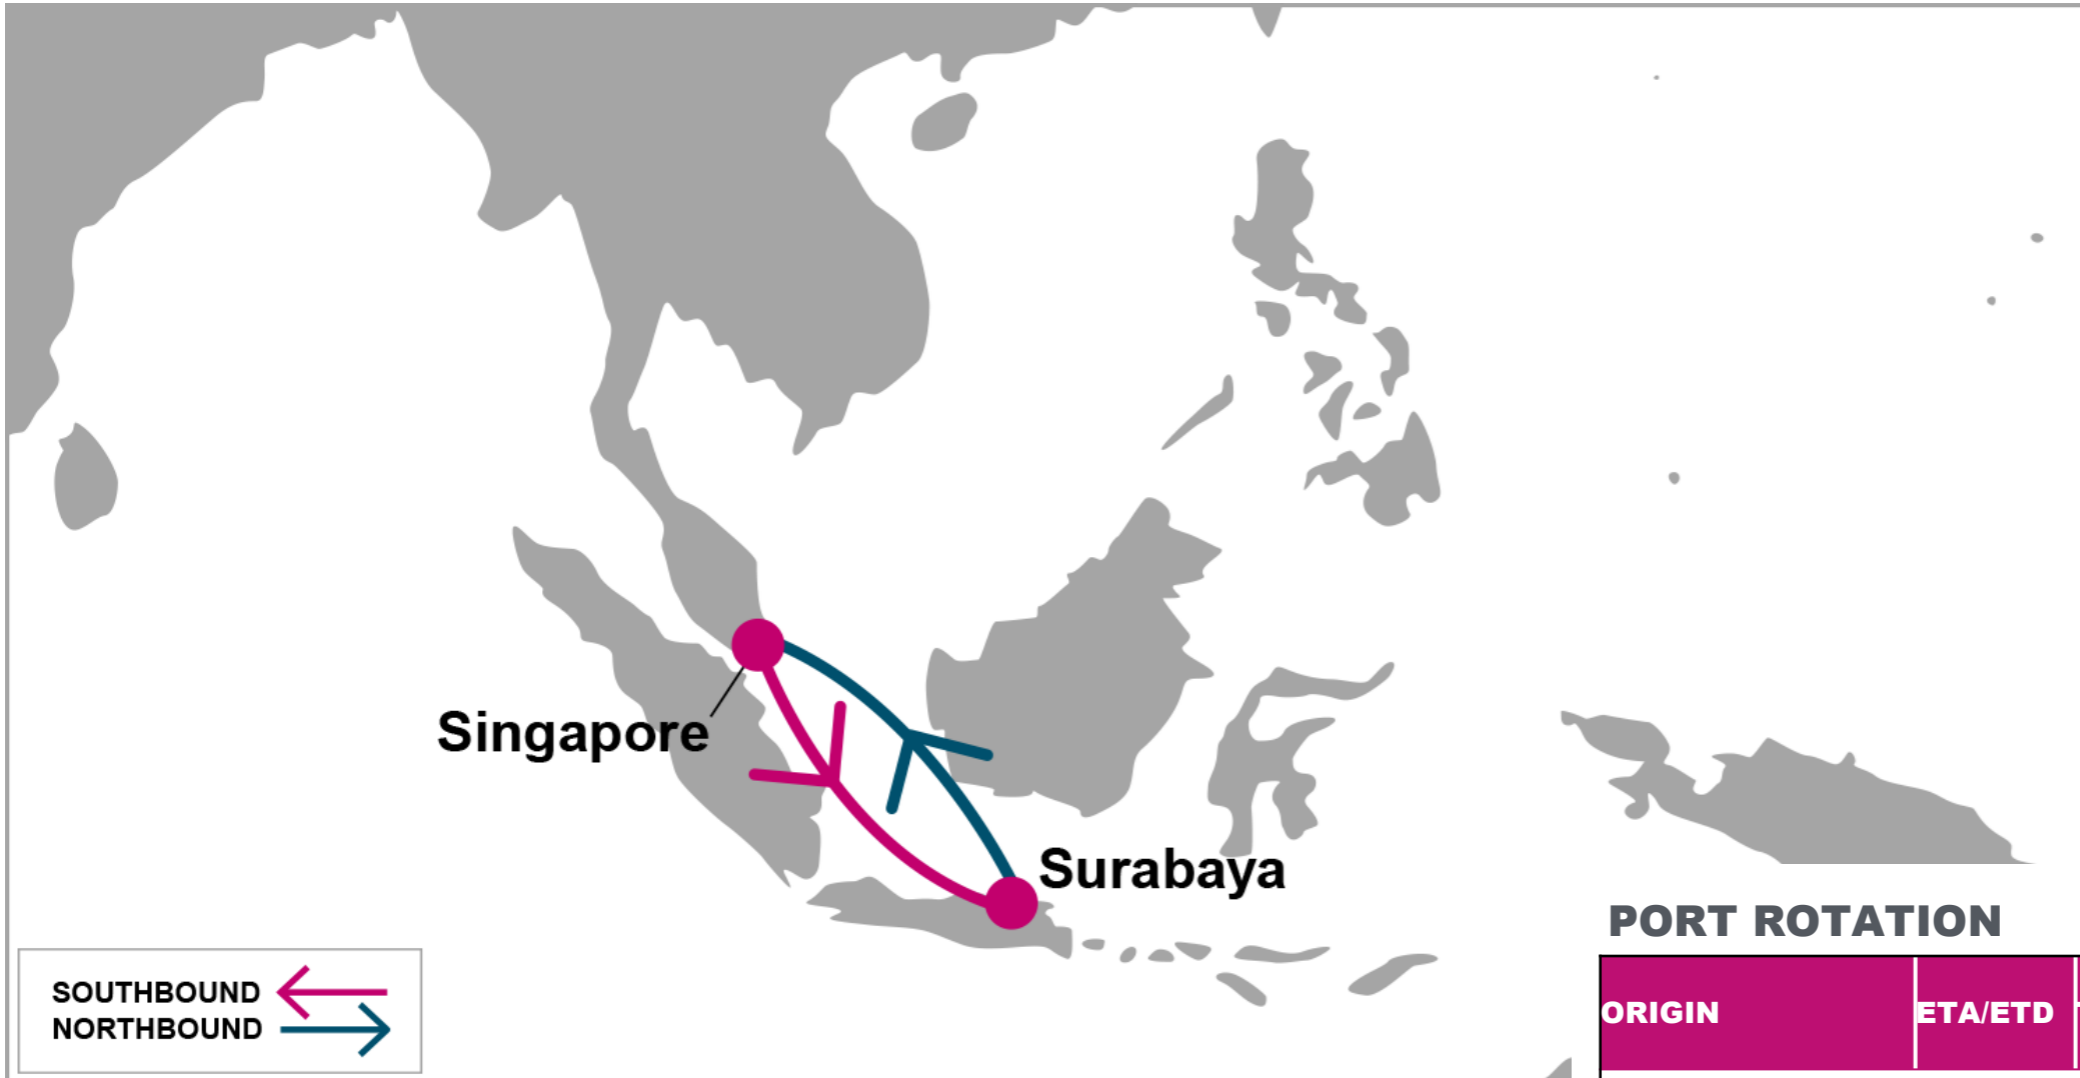 Singapore
Surabaya
SOUTHBOUND
NORTHBOUND
PORT ROTATION
ORIGIN ETA/ETD